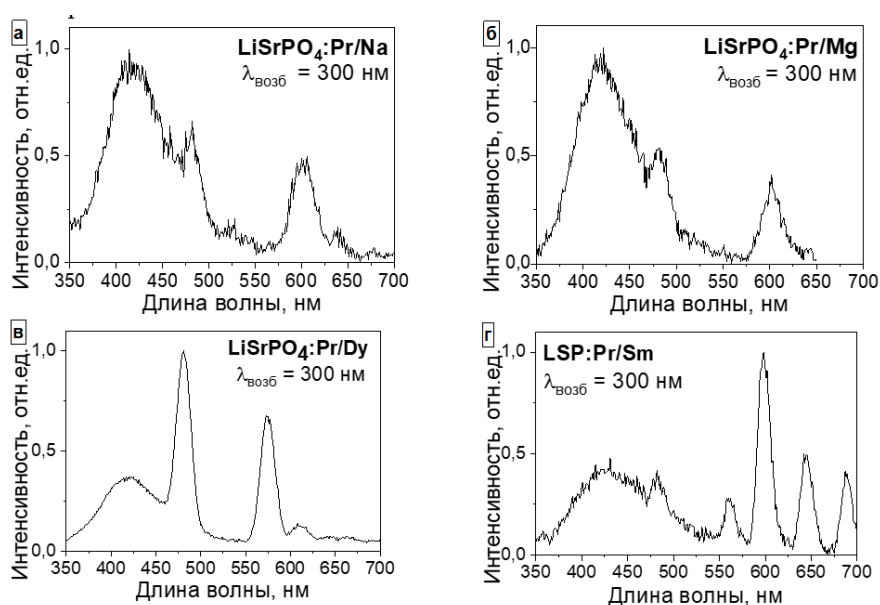 а
Интенсивность, отн.ед.
1,0
0,5
0,0
LiSrPO₄:Pr/Na
λвозб = 300 нм
350 400 450 500 550 600 650 700
Длина волны, нм
б
Интенсивность, отн.ед.
1,0
0,5
0,0
LiSrPO₄:Pr/Mg
λвозб = 300 нм
350 400 450 500 550 600 650 700
Длина волны, нм
в
Интенсивность, отн.ед.
1,0
0,5
0,0
LiSrPO₄:Pr/Dy
λвозб = 300 нм
350 400 450 500 550 600 650 700
Длина волны, нм
г
Интенсивность, отн.ед.
1,0
0,5
0,0
LSP:Pr/Sm
λвозб = 300 нм
350 400 450 500 550 600 650 700
Длина волны, нм